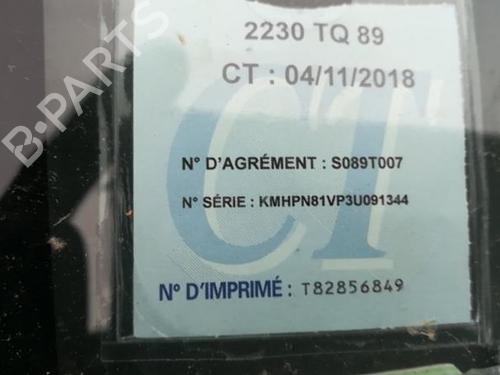 2230 TQ 89
CT : 04/11/2018
CT
N° D'AGRÉMENT : S089T007
N° SÉRIE : KMHPN81VP3U091344
N° D'IMPRIMÉ : T82856849
B-PARTS